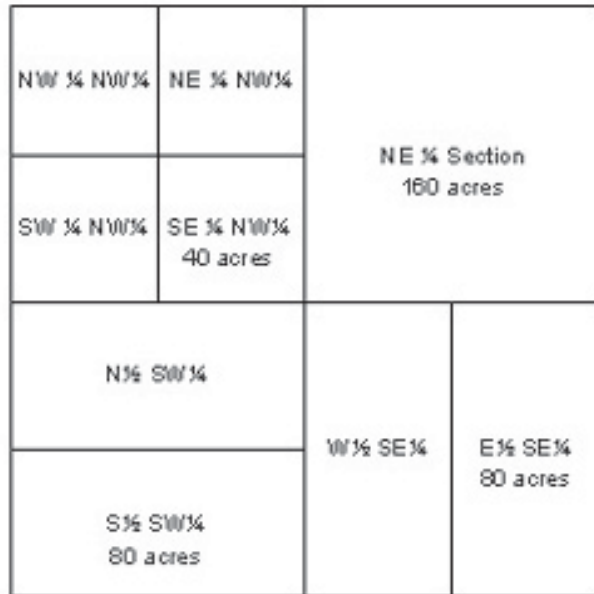 NW ¼ NW¼
NE ¼ NW¼
NE ¼ Section
160 acres
SW ¼ NW¼
SE ¼ NW¼
40 acres
N½ SW¼
W½ SE¼
E½ SE¼
80 acres
S½ SW¼
80 acres